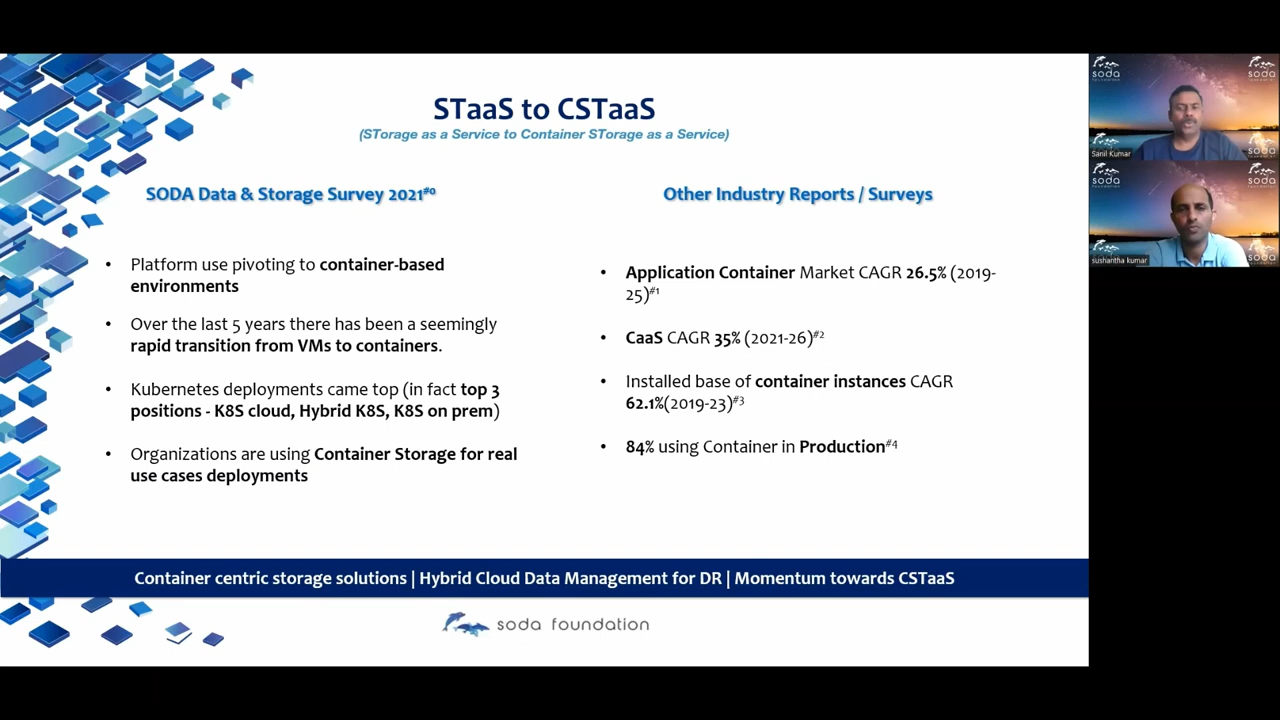 STaaS to CSTaaS
(STorage as a Service to Container STorage as a Service)
SODA Data & Storage Survey 2021#0
• Platform use pivoting to container-based
environments
• Over the last 5 years there has been a seemingly
rapid transition from VMs to containers.
• Kubernetes deployments came top (in fact top 3
positions - K8S cloud, Hybrid K8S, K8S on prem)
• Organizations are using Container Storage for real
use cases deployments
Other Industry Reports / Surveys
• Application Container Market CAGR 26.5% (2019-
25)#1
• CaaS CAGR 35% (2021-26)#2
• Installed base of container instances CAGR
62.1%(2019-23)#3
• 84% using Container in Production#4
Container centric storage solutions | Hybrid Cloud Data Management for DR | Momentum towards CSTaaS
soda foundation
soda
soda
soda
Sanil Kumar
soda
soda
soda
sushantha kumar